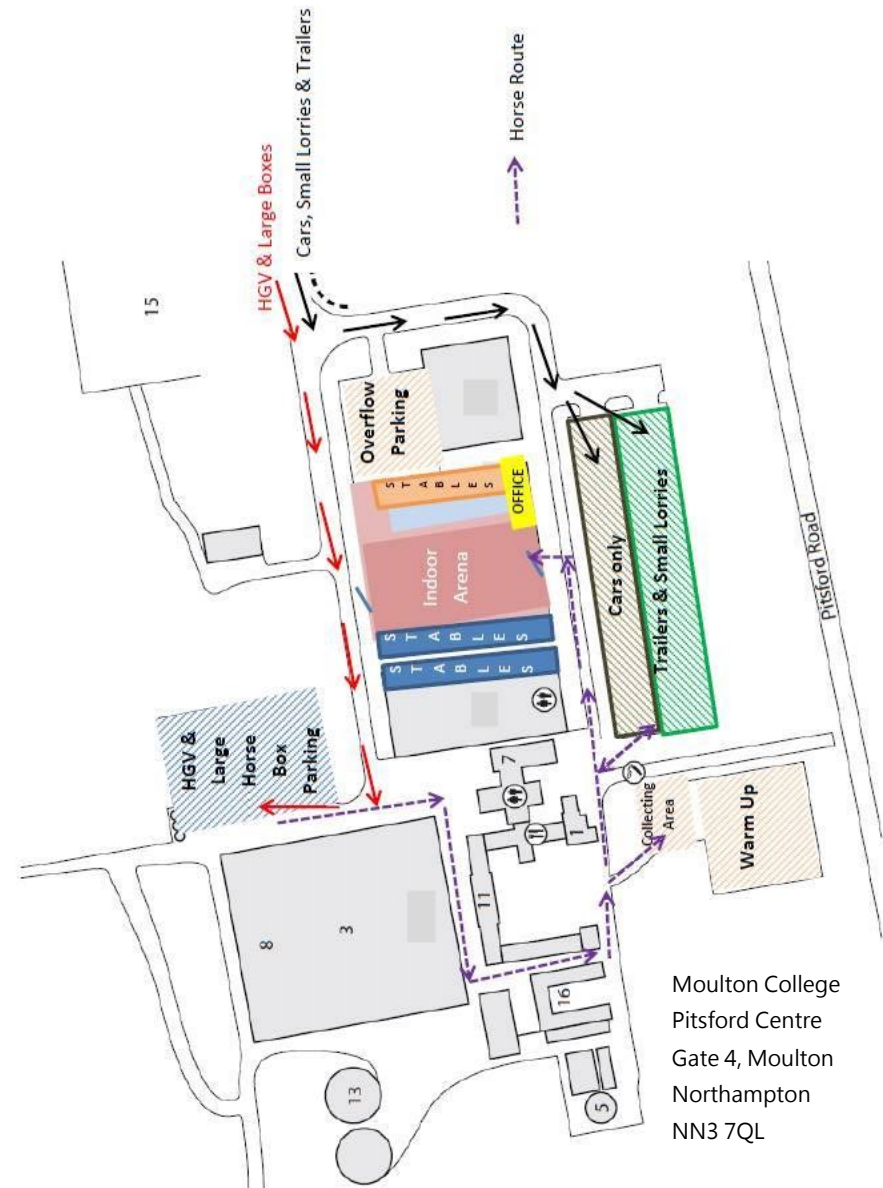 HGV & Large Boxes
Cars, Small Lorries & Trailers
Horse Route
15
Overflow
Parking
STABLES
OFFICE
Indoor
Arena
STABLES
STABLES
Cars only
Trailers & Small Lorries
Pitsford Road
HGV &
Large
Horse
Box
Parking
7
1
11
Collecting
Area
Warm Up
8
3
16
13
5
Moulton College
Pitsford Centre
Gate 4, Moulton
Northampton
NN3 7QL